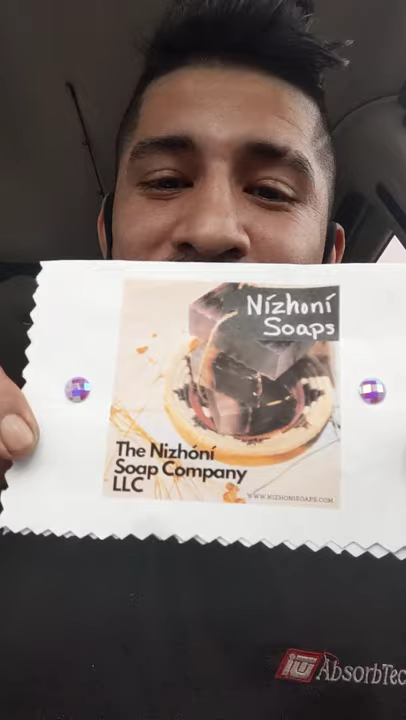 Nízhoní
Soaps
The Nizhóní
Soap Company
LLC
WWW.NIZHONISOAPS.COM
AbsorbTec